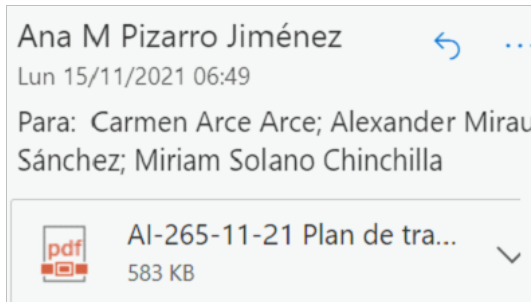 Ana M Pizarro Jiménez
Lun 15/11/2021 06:49
Para: Carmen Arce Arce; Alexander Mirau
Sánchez; Miriam Solano Chinchilla
pdf
AI-265-11-21 Plan de tra...
583 KB